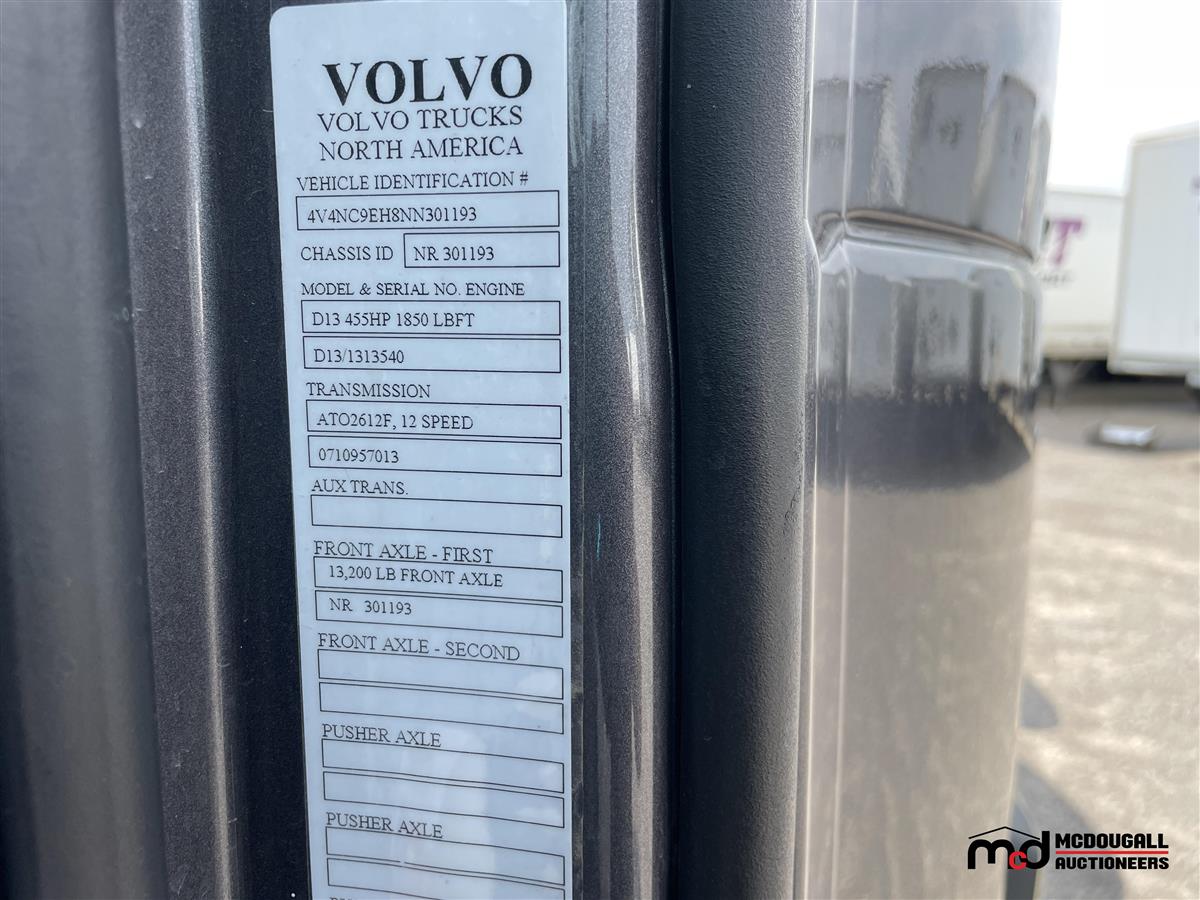 VOLVO
VOLVO TRUCKS
NORTH AMERICA
VEHICLE IDENTIFICATION #
4V4NC9EH8NN301193
CHASSIS ID NR 301193
MODEL & SERIAL NO. ENGINE
D13 455HP 1850 LBFT
D13/1313540
TRANSMISSION
ATO2612F, 12 SPEED
0710957013
AUX TRANS.
FRONT AXLE - FIRST
13,200 LB FRONT AXLE
NR 301193
FRONT AXLE - SECOND
PUSHER AXLE
PUSHER AXLE
mcd MCDOUGALL
AUCTIONEERS